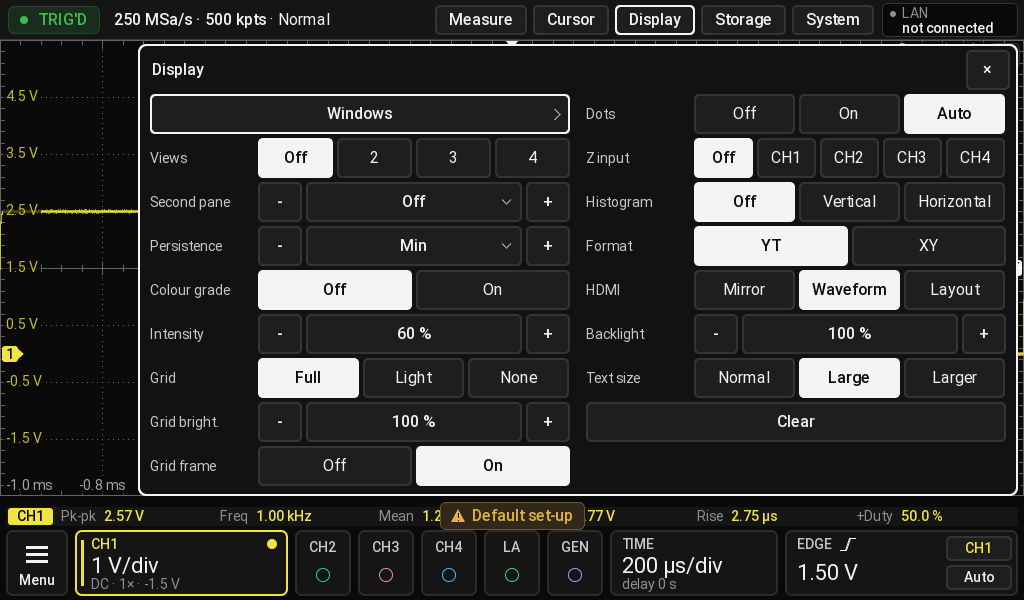 TRIG'D 250 MSa/s · 500 kpts · Normal Measure Cursor Display Storage System LAN
not connected
Display ×
Windows Dots Off On Auto
4.5 V
Views Off 2 3 4 Z input Off CH1 CH2 CH3 CH4
3.5 V
Second pane - Off + Histogram Off Vertical Horizontal
2.5 V
Persistence - Min + Format YT XY
1.5 V
Colour grade Off On HDMI Mirror Waveform Layout
0.5 V
Intensity - 60 % + Backlight - 100 % +
1
Grid Full Light None Text size Normal Large Larger
-0.5 V
Grid bright. - 100 % + Clear
-1.5 V
Grid frame Off On
-1.0 ms -0.8 ms
CH1 Pk-pk 2.57 V Freq 1.00 kHz Mean Default set-up Rise 2.75 µs +Duty 50.0 %
Menu
CH1
1 V/div
DC · 1× · -1.5 V
CH2 CH3 CH4 LA GEN
TIME
200 µs/div
delay 0 s
EDGE CH1
1.50 V Auto